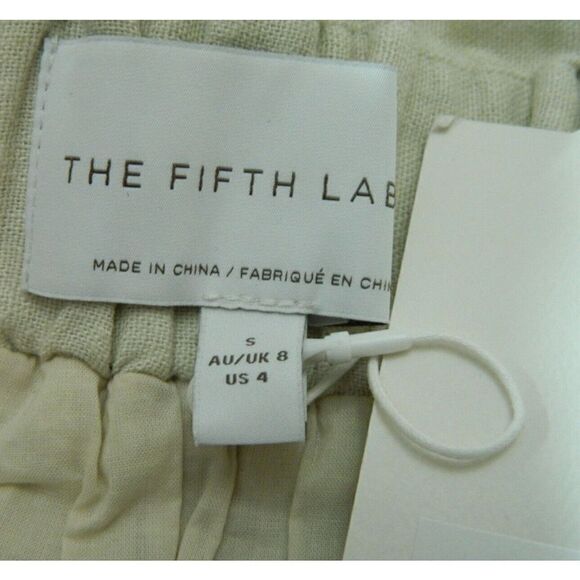 THE FIFTH LAB
MADE IN CHINA / FABRIQUÉ EN CHIN
S
AU/UK 8
US 4